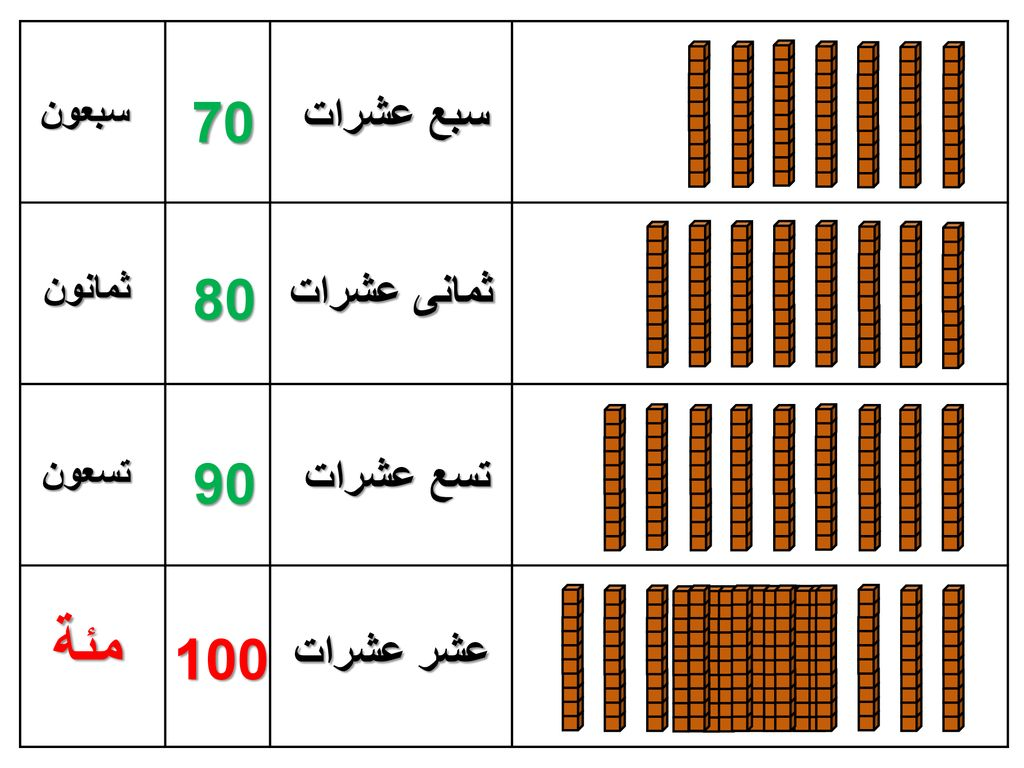 سبع عشرات 70 سبعون
ثمانى عشرات 80 ثمانون
تسع عشرات 90 تسعون
عشر عشرات 100 مئة